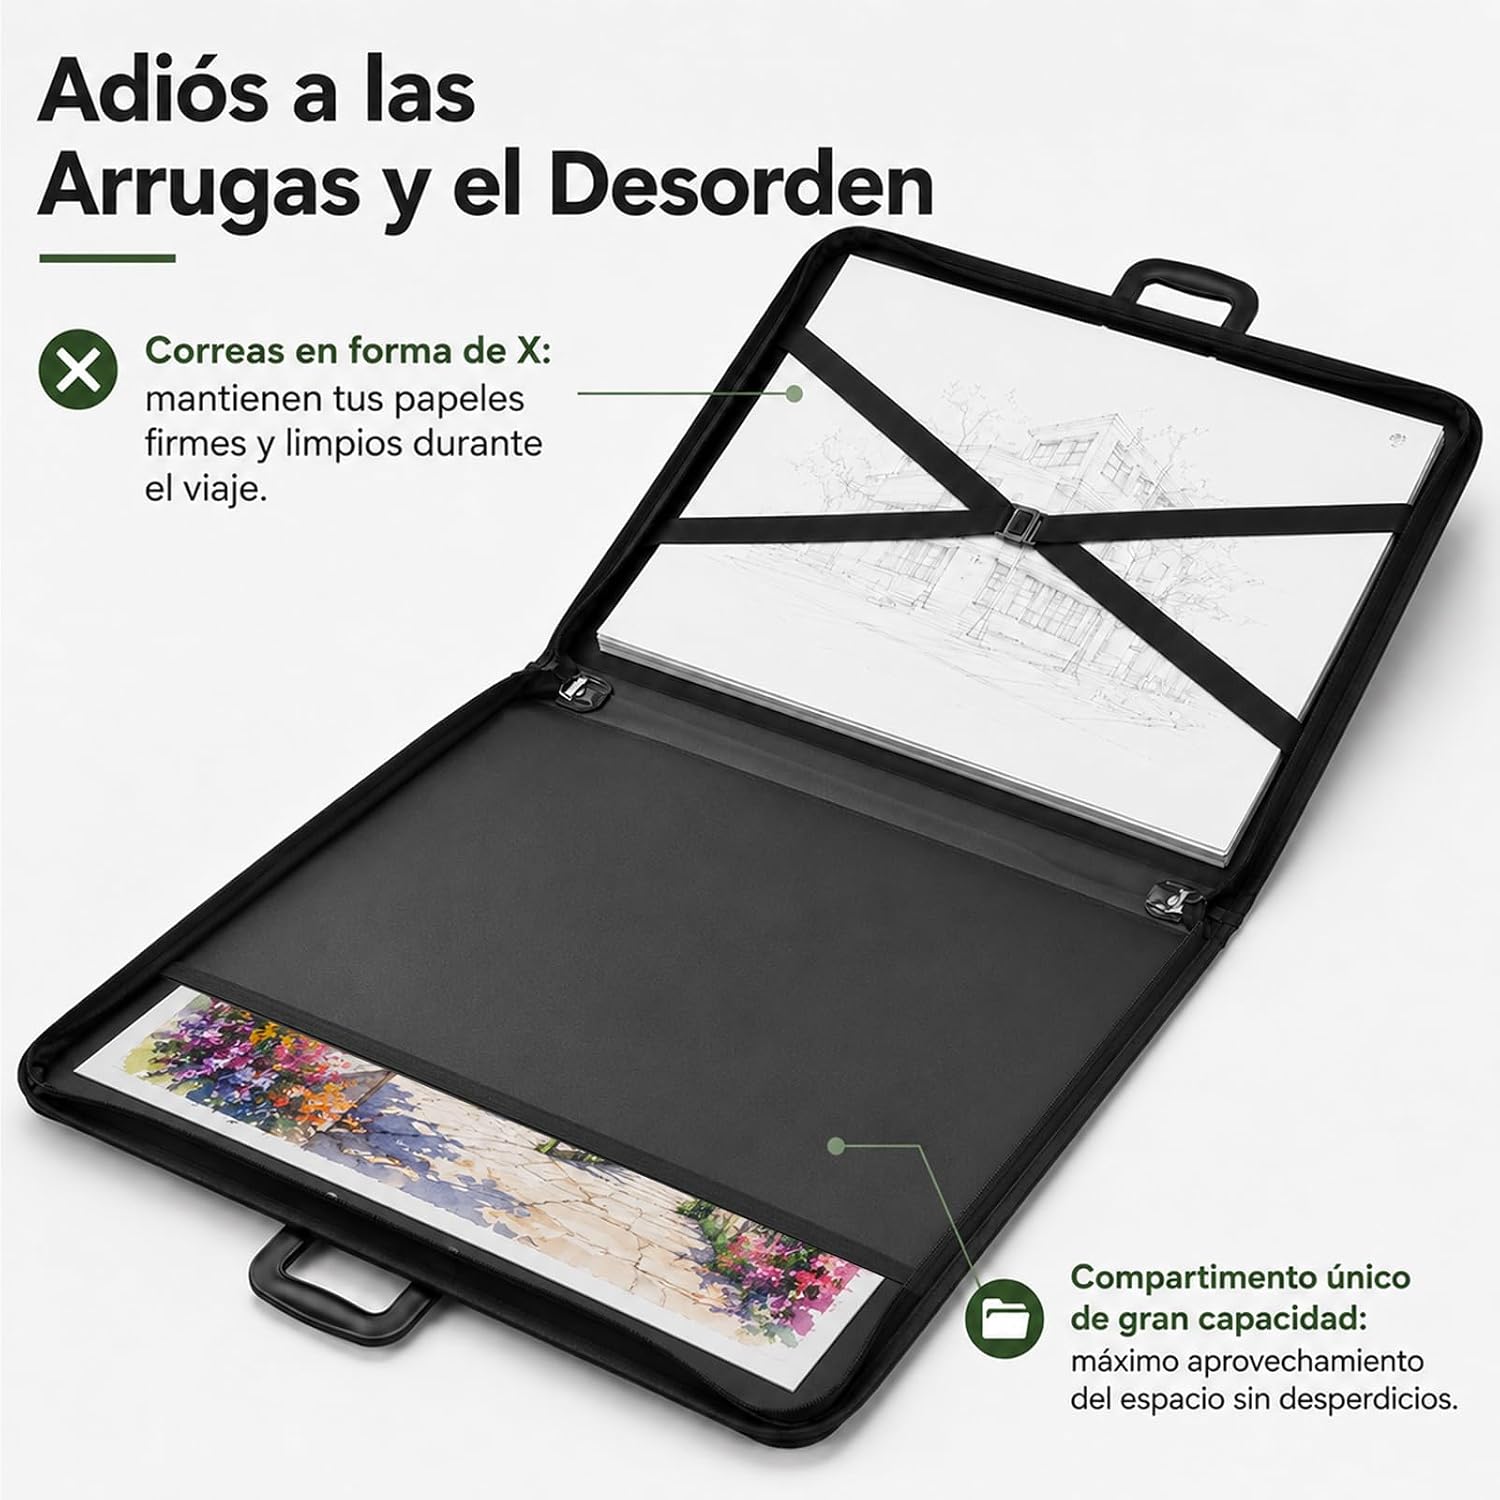 Adiós a las
Arrugas y el Desorden
Correas en forma de X:
mantienen tus papeles
firmes y limpios durante
el viaje.
Compartimento único
de gran capacidad:
máximo aprovechamiento
del espacio sin desperdicios.